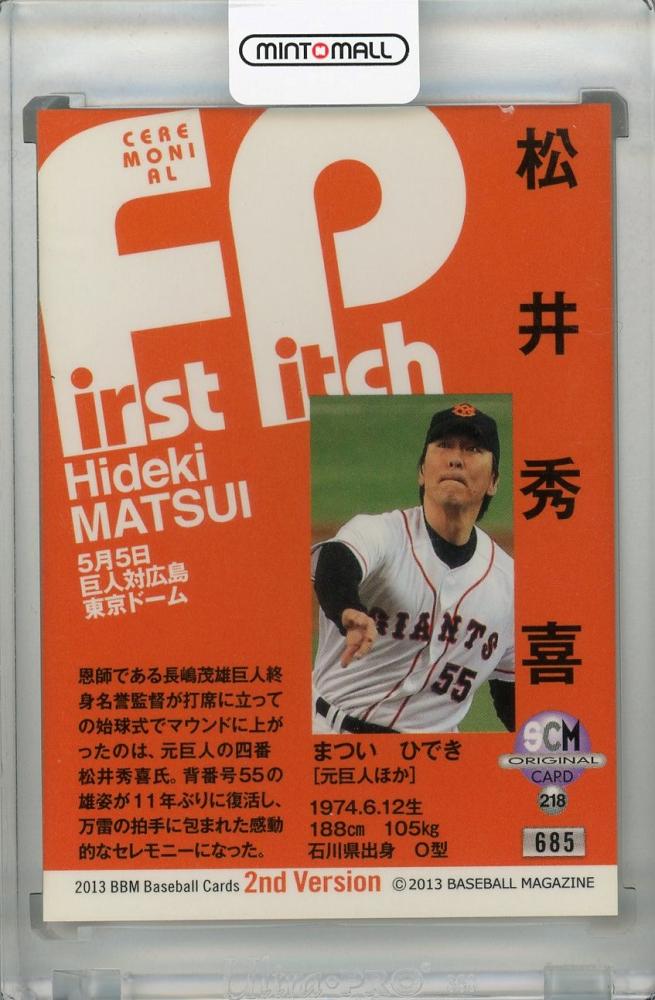 MINTMALL
CERE
MONI
AL
First Pitch
Hideki
MATSUI
5月5日
巨人対広島
東京ドーム
松井秀喜
GIANTS
55
恩師である長嶋茂雄巨人終
身名誉監督が打席に立って
の始球式でマウンドに上が
ったのは、元巨人の四番
松井秀喜氏。背番号55の
雄姿が11年ぶりに復活し、
万雷の拍手に包まれた感動
的なセレモニーになった。
まつい ひでき
[元巨人ほか]
1974.6.12生
188cm 105kg
石川県出身 O型
SCM
ORIGINAL
CARD
218
685
2013 BBM Baseball Cards 2nd Version ©2013 BASEBALL MAGAZINE
Ultra·PRO